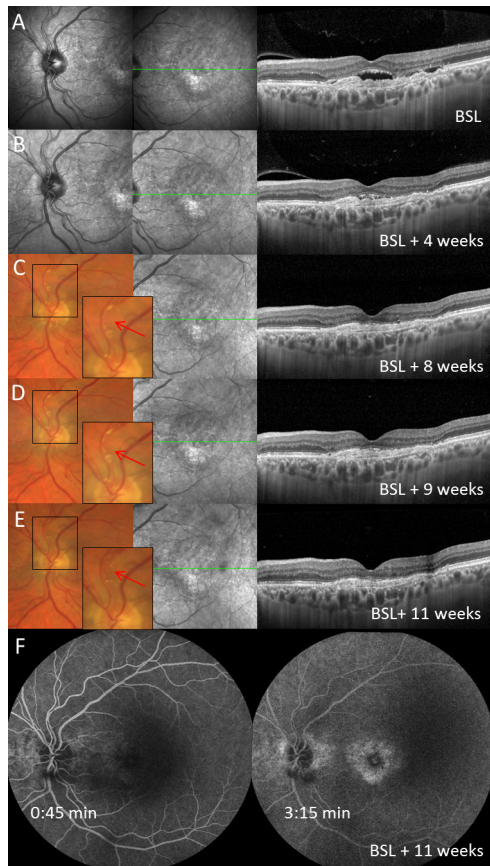 A
BSL
B
BSL + 4 weeks
C
BSL + 8 weeks
D
BSL + 9 weeks
E
BSL+ 11 weeks
F
0:45 min
3:15 min
BSL + 11 weeks